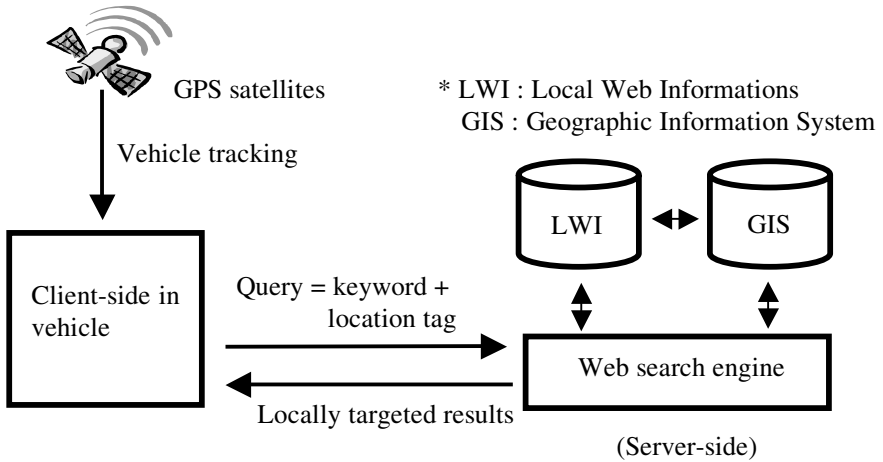 GPS satellites
* LWI : Local Web Informations
GIS : Geographic Information System
Vehicle tracking
LWI
GIS
Client-side in
vehicle
Query = keyword +
location tag
Web search engine
Locally targeted results
(Server-side)